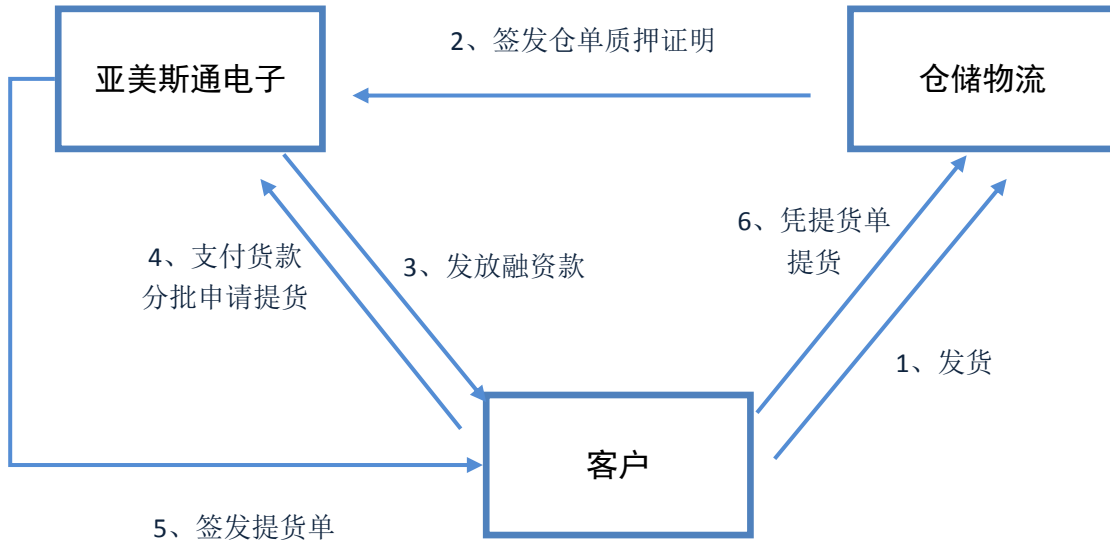 2、签发仓单质押证明
亚美斯通电子
仓储物流
6、凭提货单
提货
4、支付货款
分批申请提货
3、发放融资款
1、发货
客户
5、签发提货单